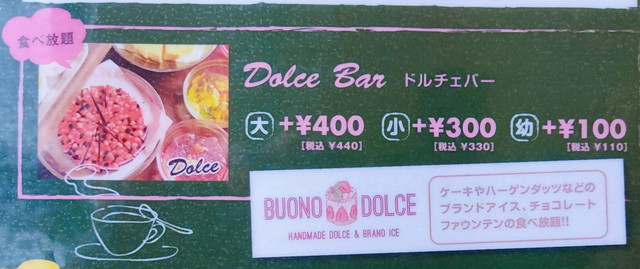 食べ放題
Dolce Bar ドルチェバー
大 +¥400 小 +¥300 幼 +¥100
[税込 ¥440] [税込 ¥330] [税込 ¥110]
Dolce
BUONO DOLCE
HANDMADE DOLCE & BRAND ICE
ケーキやハーゲンダッツなどの
ブランドアイス、チョコレート
ファウンテンの食べ放題!!